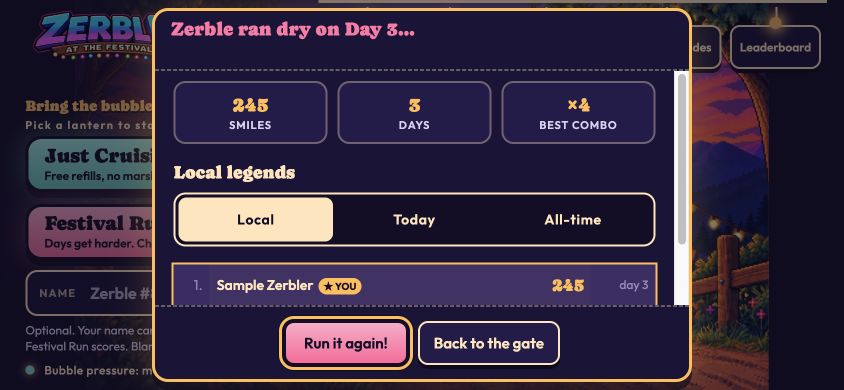 ZERBL
AT THE FESTIVAL
des
Leaderboard
Zerble ran dry on Day 3...
245
SMILES
3
DAYS
×4
BEST COMBO
Local legends
Local
Today
All-time
1. Sample Zerbler ★ YOU 245 day 3
Run it again!
Back to the gate
Bring the bubble
Pick a lantern to sta
Just Cruisi
Free refills, no mars
Festival Ru
Days get harder. Ch
NAME Zerble #
Optional. Your name car
Festival Run scores. Blar
Bubble pressure: m